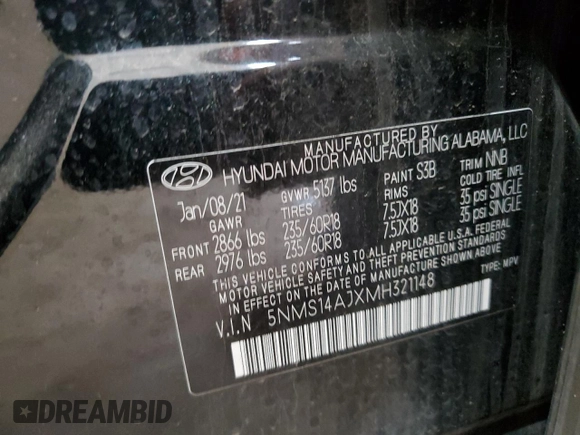 MANUFACTURED BY
HYUNDAI MOTOR MANUFACTURING ALABAMA, LLC
Jan/08/21 GVWR 5137 lbs PAINT S3B TRIM NNB
GAWR TIRES RIMS COLD TIRE INFL
FRONT 2866 lbs 235/60R18 7.5JX18 35 psi SINGLE
REAR 2976 lbs 235/60R18 7.5JX18 35 psi SINGLE
THIS VEHICLE CONFORMS TO ALL APPLICABLE U.S.A. FEDERAL
MOTOR VEHICLE SAFETY AND THEFT PREVENTION STANDARDS
IN EFFECT ON THE DATE OF MANUFACTURE SHOWN ABOVE.
V.I.N 5NMS14AJXMH321148 TYPE: MPV
DREAMBID